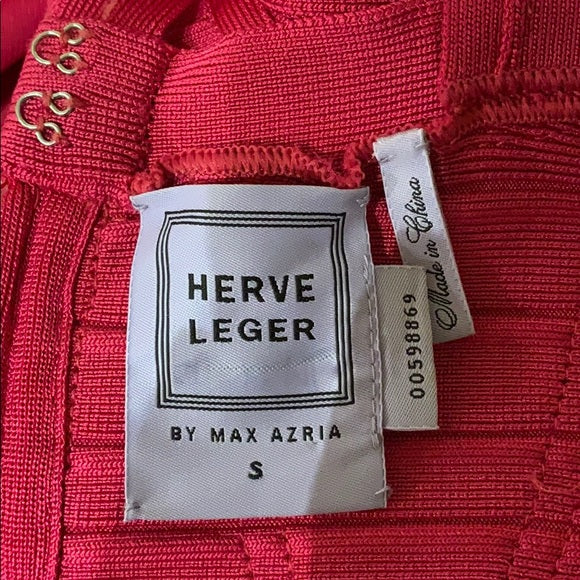 HERVE
LEGER
BY MAX AZRIA
S
Made in China
00598869